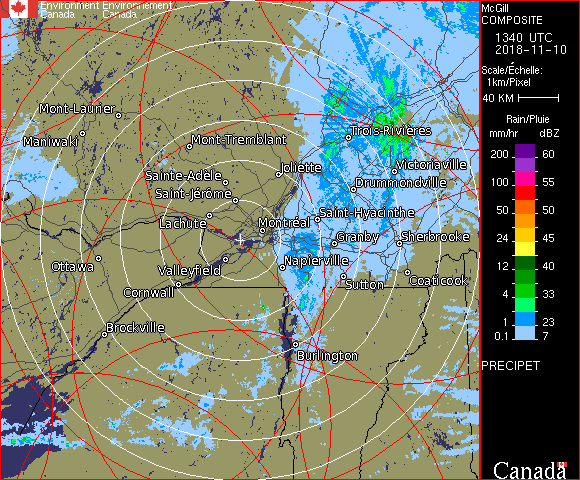 Environment Environnement
Canada Canada
Mont-Laurier
Maniwaki
Mont-Tremblant
Trois-Rivières
Joliette
Sainte-Adèle
Victoriaville
Drummondville
Saint-Jérôme
Saint-Hyacinthe
Lachute
Montréal
Granby
Sherbrooke
Ottawa
Valleyfield
Napierville
Cornwall
Sutton
Coaticook
Brockville
Burlington
McGill
COMPOSITE
1340 UTC
2018-11-10
Scale/Échelle:
1km/Pixel
40 KM
Rain/Pluie
mm/hr dBZ
200 60
100 55
50 50
24 45
12 40
4 33
1 23
0.1 7
PRECIPET
Canada